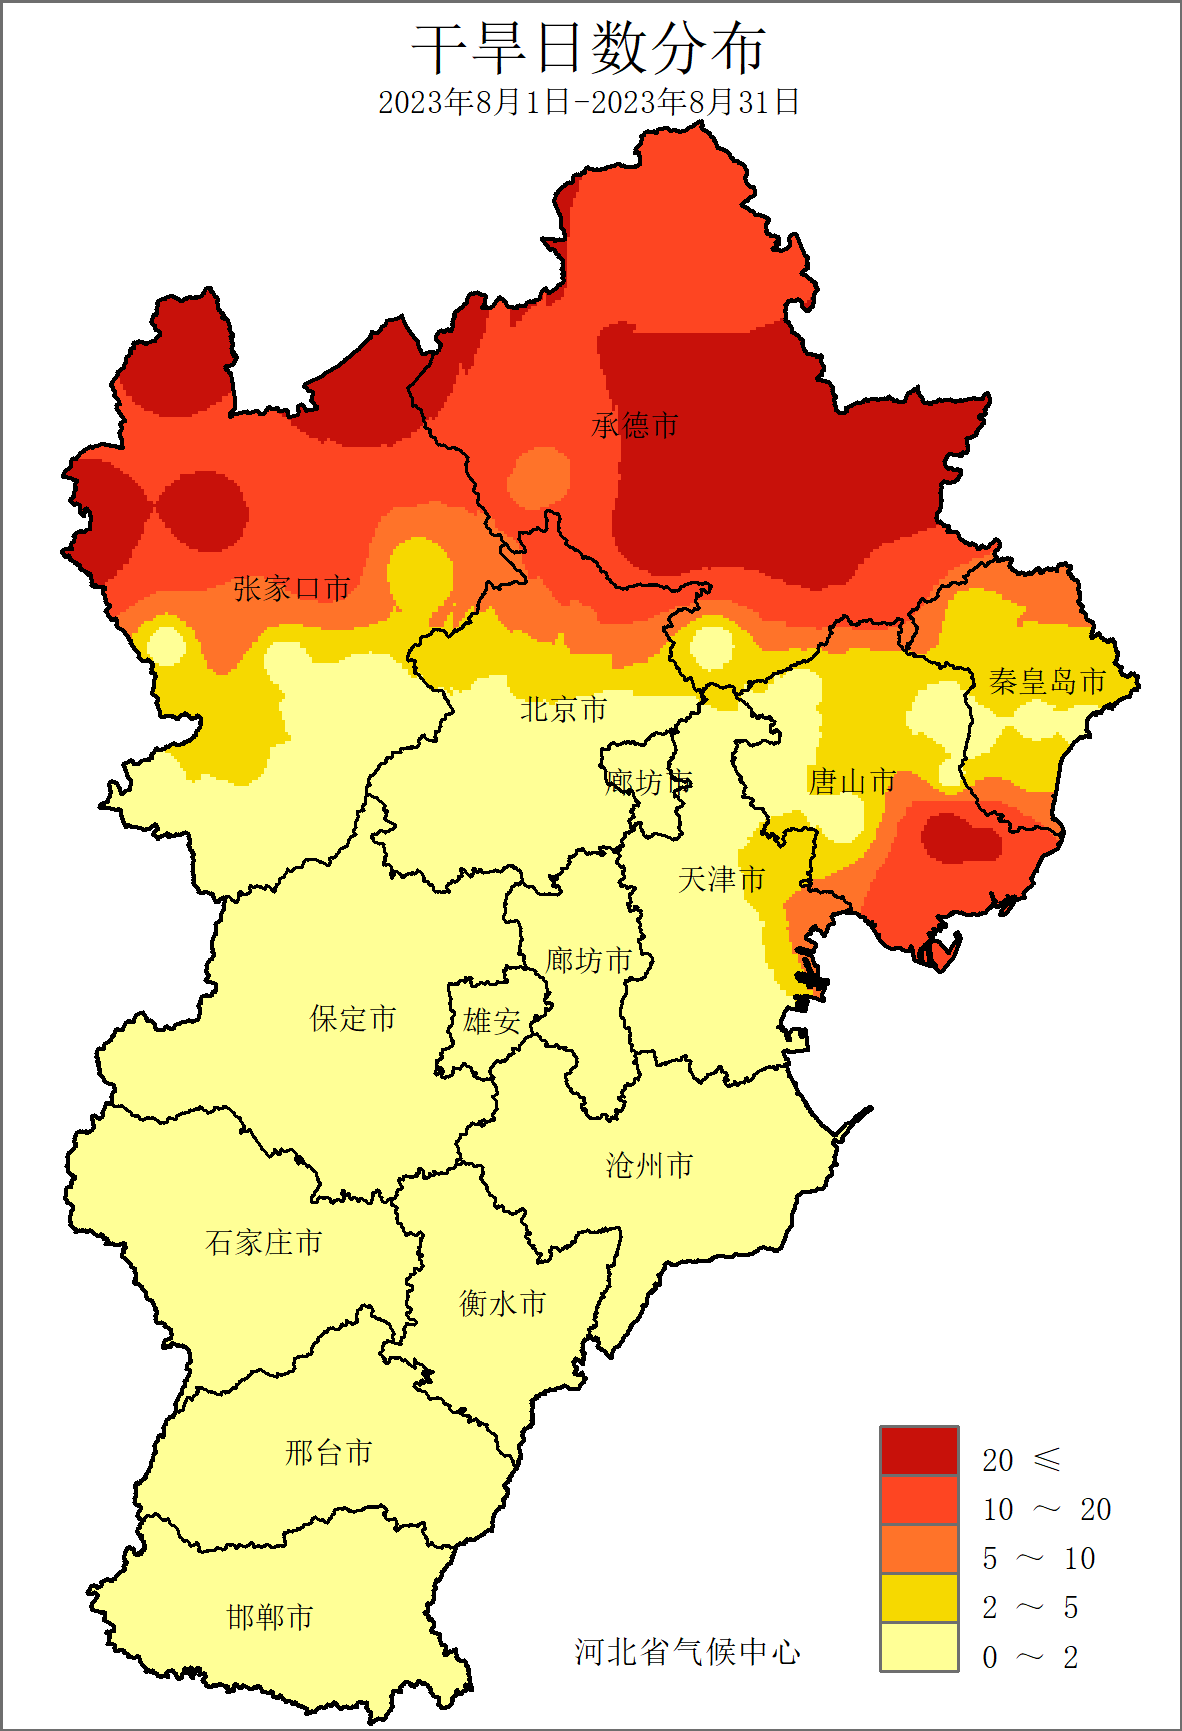 干旱日数分布
2023年8月1日-2023年8月31日
承德市
张家口市
秦皇岛市
北京市
廊坊市
唐山市
天津市
廊坊市
保定市
雄安
沧州市
石家庄市
衡水市
邢台市
邯郸市
河北省气候中心
20 ≤
10 ～ 20
5 ～ 10
2 ～ 5
0 ～ 2